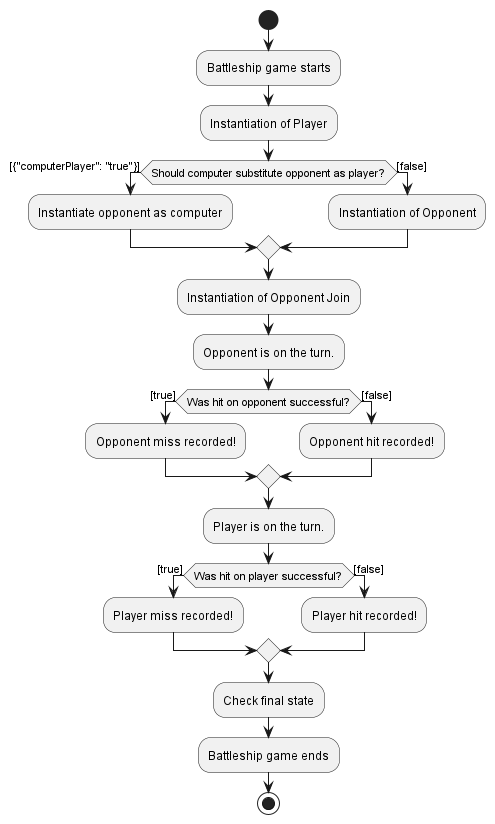 Battleship game starts
Instantiation of Player
[{"computerPlayer": "true"}]
Should computer substitute opponent as player?
[false]
Instantiate opponent as computer
Instantiation of Opponent
Instantiation of Opponent Join
Opponent is on the turn.
[true]
Was hit on opponent successful?
[false]
Opponent miss recorded!
Opponent hit recorded!
Player is on the turn.
[true]
Was hit on player successful?
[false]
Player miss recorded!
Player hit recorded!
Check final state
Battleship game ends